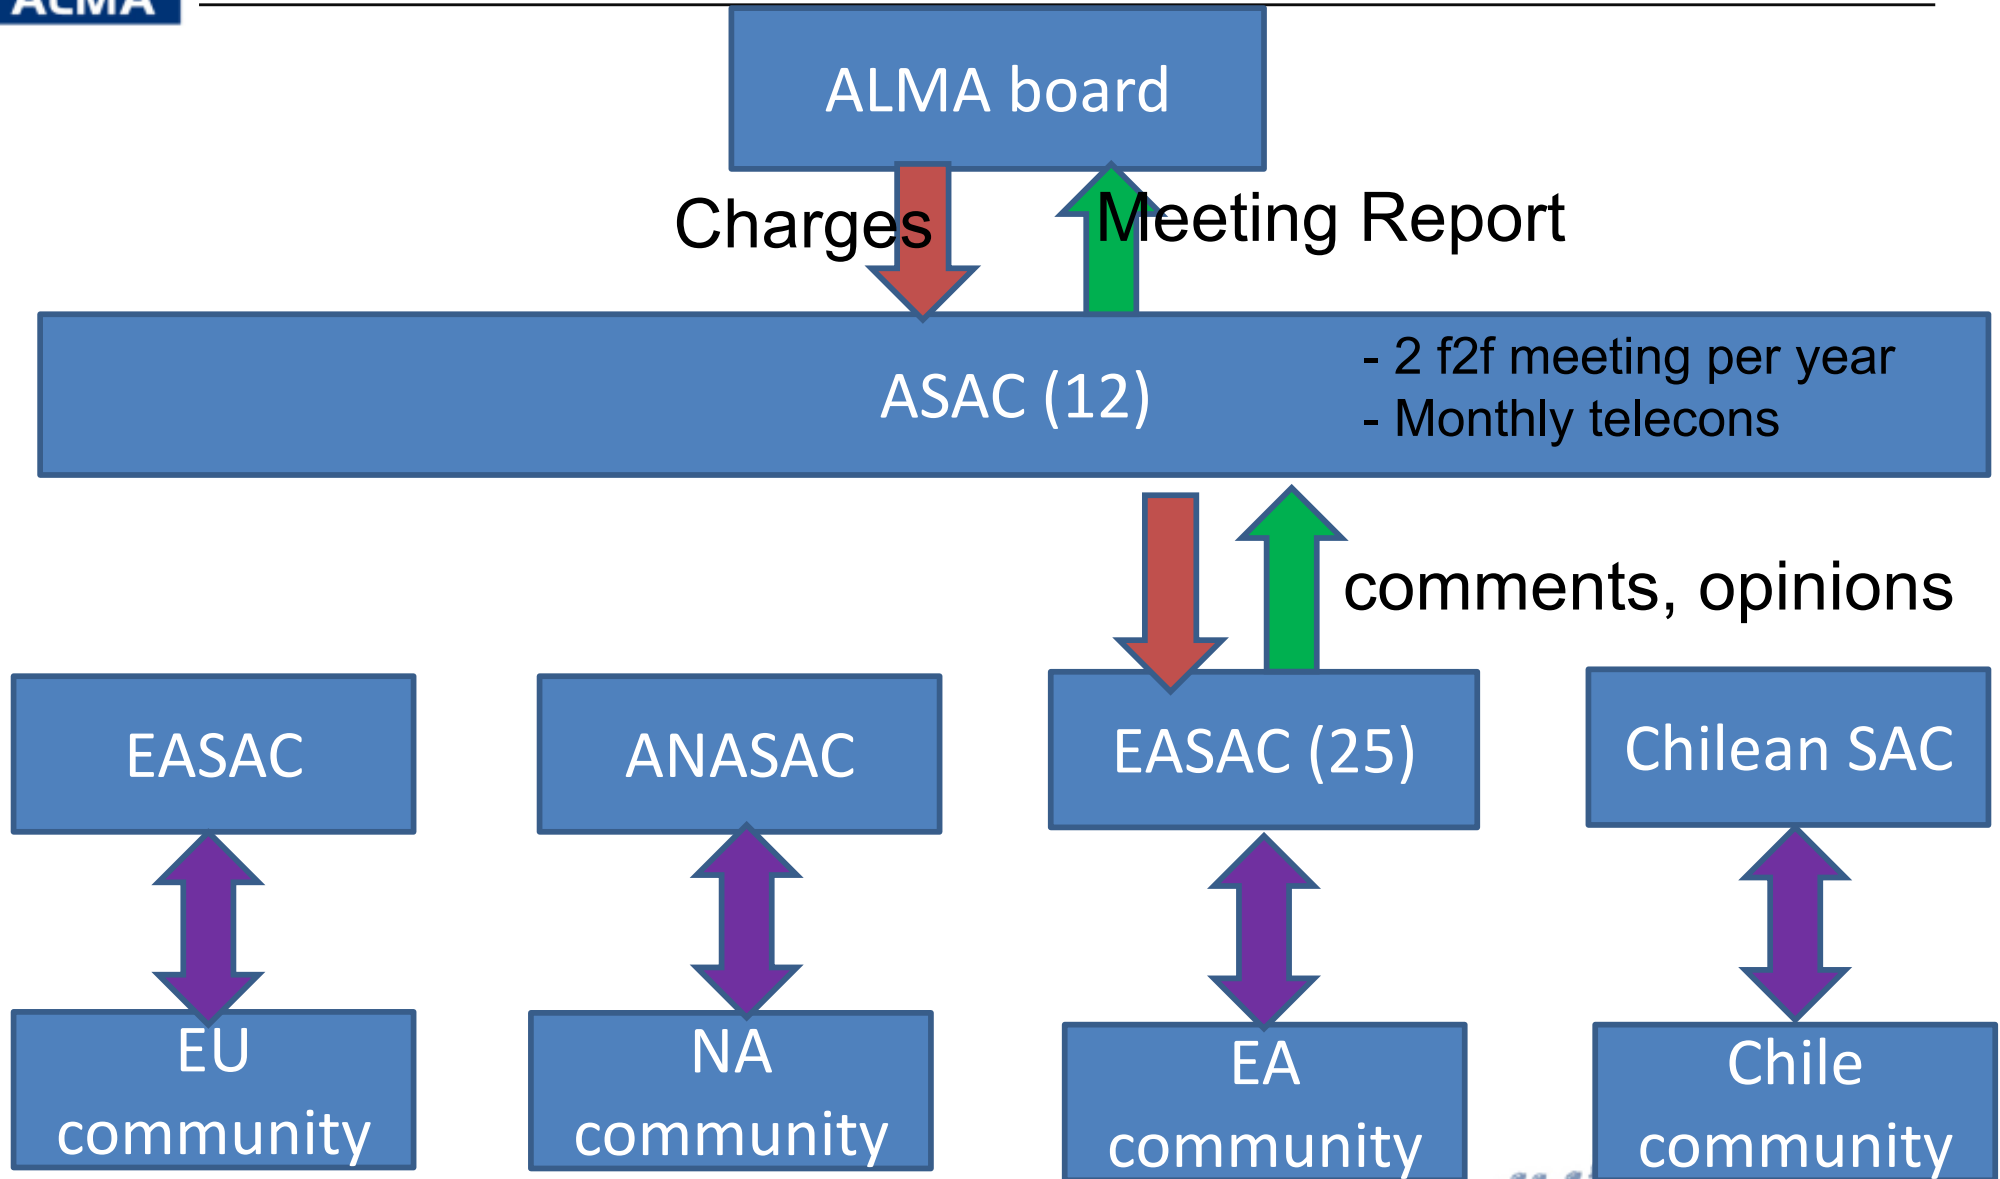 ALMA
ALMA board
Charges
Meeting Report
ASAC (12)
- 2 f2f meeting per year
- Monthly telecons
comments, opinions
EASAC
ANASAC
EASAC (25)
Chilean SAC
EU
community
NA
community
EA
community
Chile
community